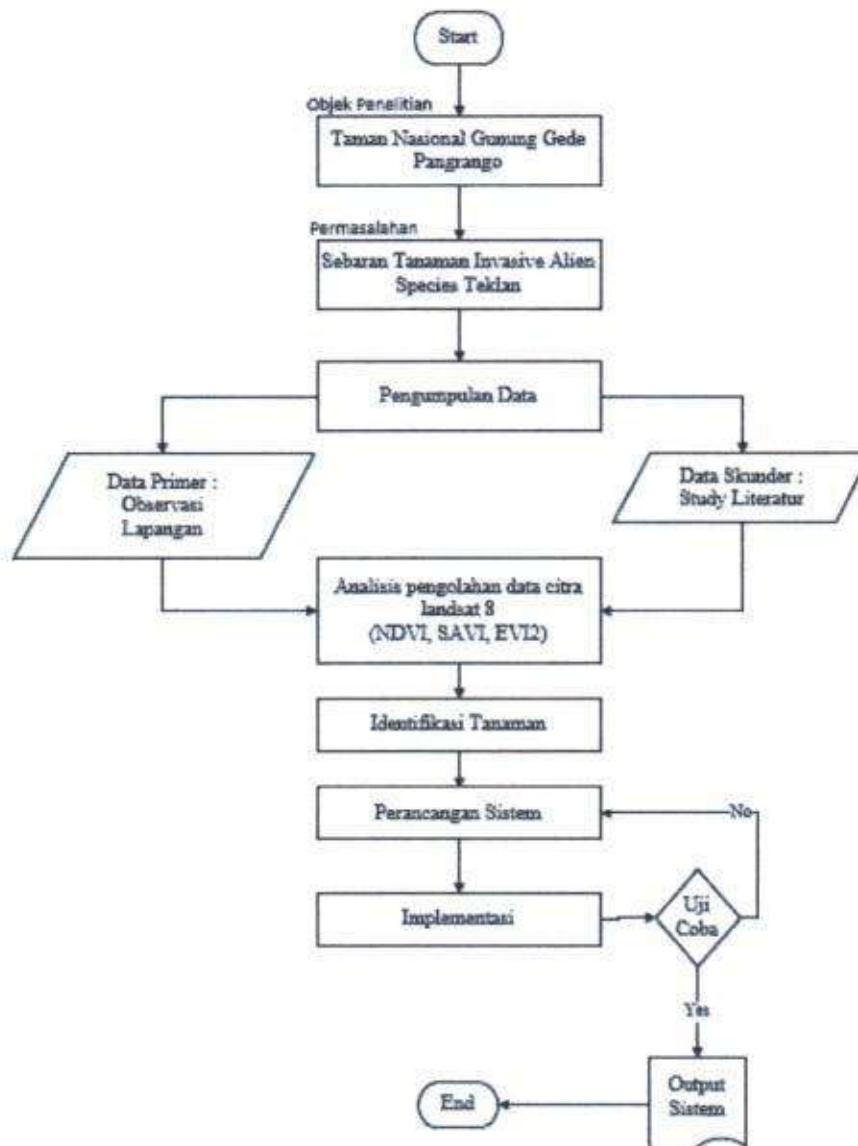 Start
Objek Penelitian
Taman Nasional Gunung Gede
Pangrango
Permasalahan
Sebaran Tanaman Invasive Alien
Species Teklan
Pengumpulan Data
Data Primer :
Observasi
Lapangan
Data Skunder :
Study Literatur
Analisis pengolahan data citra
landsat 8
(NDVI, SAVI, EVI2)
Identifikasi Tanaman
Perancangan Sistem
No
Implementasi
Uji
Coba
Yes
Output
Sistem
End